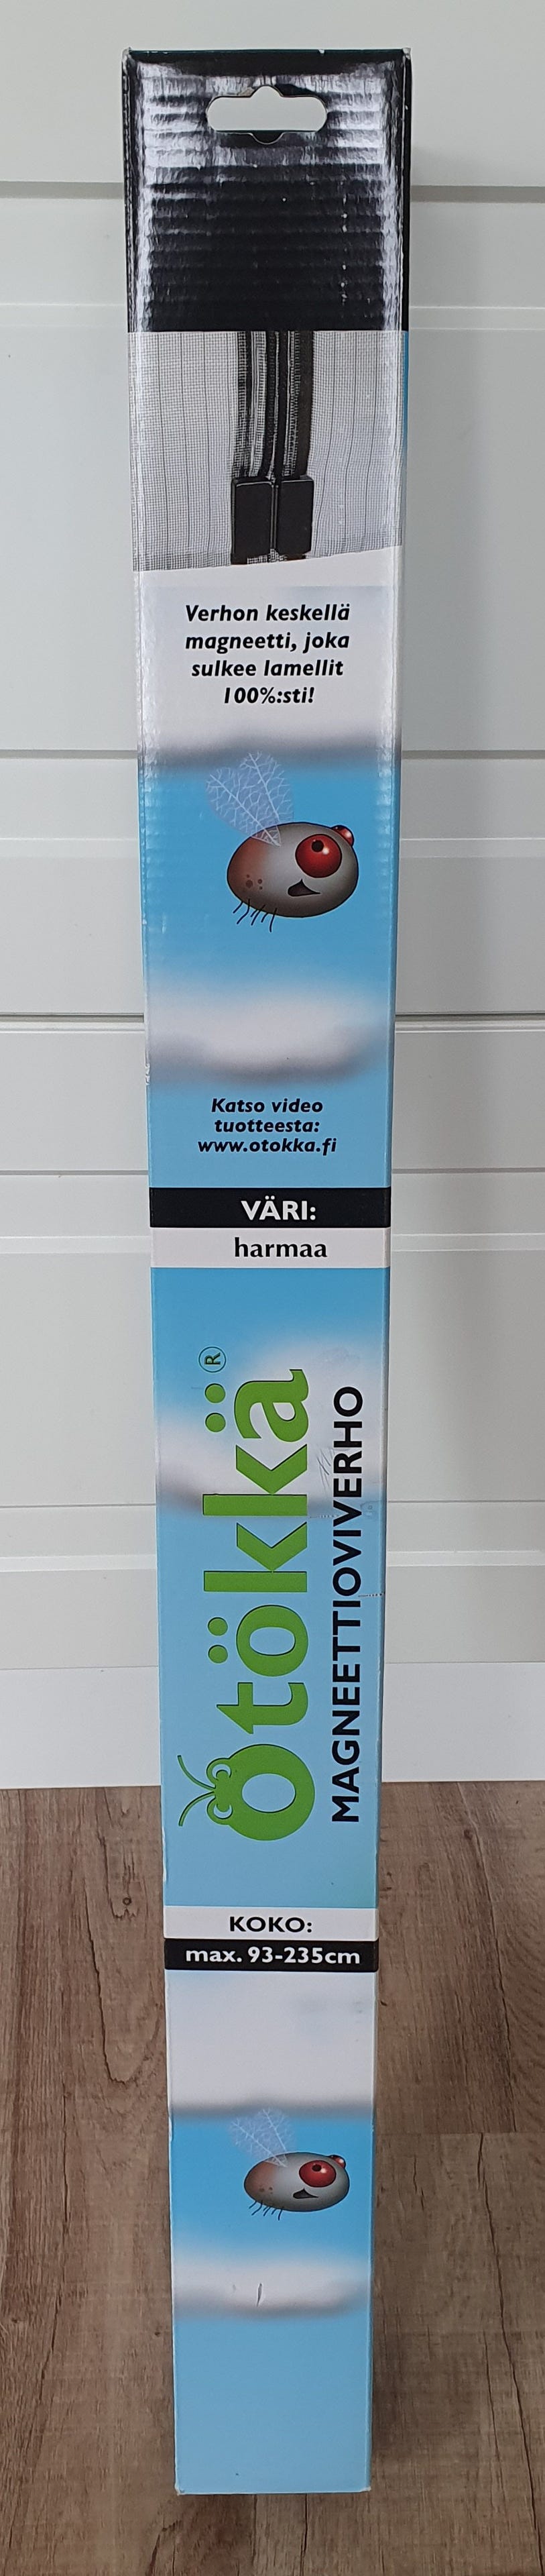 Verhon keskellä
magneetti, joka
sulkee lamellit
100%:sti!
Katso video
tuotteesta:
www.otokka.fi
VÄRI:
harmaa
Ötökkä®
MAGNEETTIOVIVERHO
KOKO:
max. 93-235cm